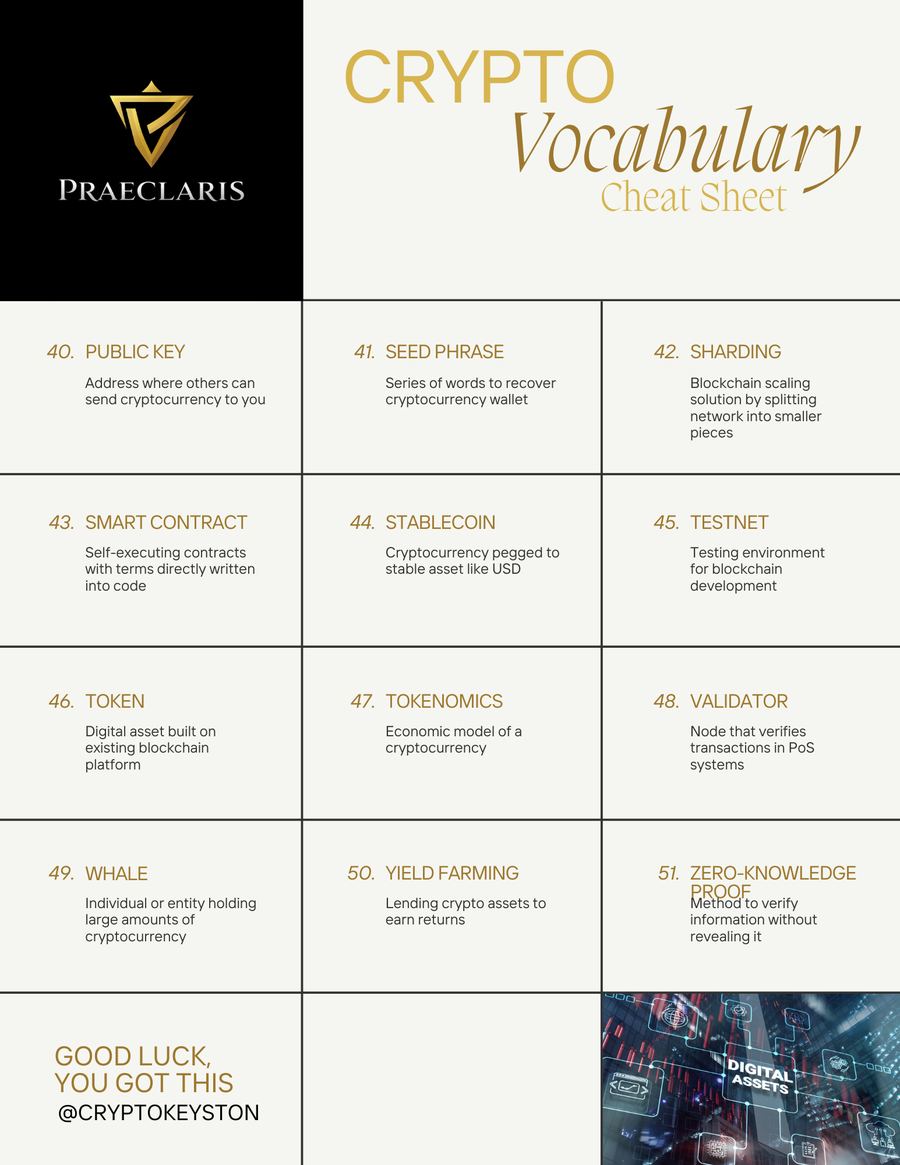 PRAECLARIS
CRYPTO
Vocabulary
Cheat Sheet
40. PUBLIC KEY
Address where others can
send cryptocurrency to you
41. SEED PHRASE
Series of words to recover
cryptocurrency wallet
42. SHARDING
Blockchain scaling
solution by splitting
network into smaller
pieces
43. SMART CONTRACT
Self-executing contracts
with terms directly written
into code
44. STABLECOIN
Cryptocurrency pegged to
stable asset like USD
45. TESTNET
Testing environment
for blockchain
development
46. TOKEN
Digital asset built on
existing blockchain
platform
47. TOKENOMICS
Economic model of a
cryptocurrency
48. VALIDATOR
Node that verifies
transactions in PoS
systems
49. WHALE
Individual or entity holding
large amounts of
cryptocurrency
50. YIELD FARMING
Lending crypto assets to
earn returns
51. ZERO-KNOWLEDGE
PROOF
Method to verify
information without
revealing it
GOOD LUCK,
YOU GOT THIS
@CRYPTOKEYSTON
DIGITAL
ASSETS